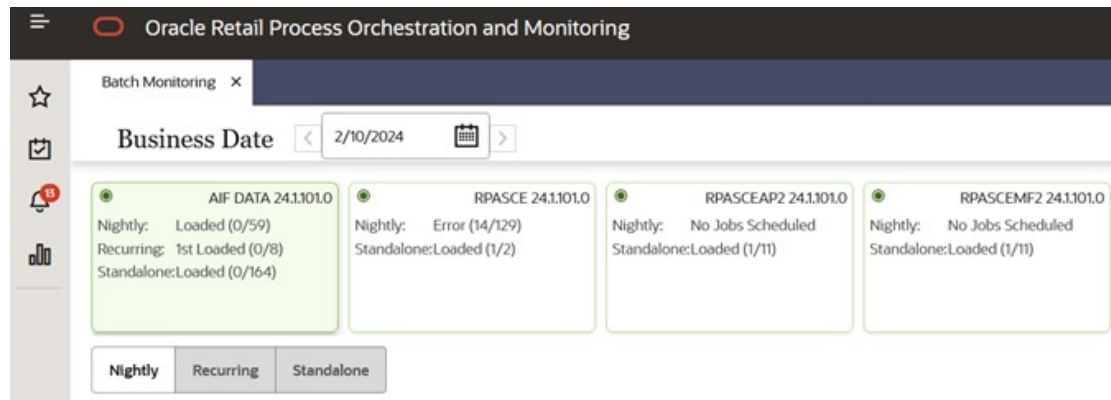 Oracle Retail Process Orchestration and Monitoring
Batch Monitoring ×
Business Date 2/10/2024
13
AIF DATA 24.1.101.0
Nightly: Loaded (0/59)
Recurring: 1st Loaded (0/8)
Standalone:Loaded (0/164)
RPASCE 24.1.101.0
Nightly: Error (14/129)
Standalone:Loaded (1/2)
RPASCEAP2 24.1.101.0
Nightly: No Jobs Scheduled
Standalone:Loaded (1/11)
RPASCEMF2 24.1.101.0
Nightly: No Jobs Scheduled
Standalone:Loaded (1/11)
Nightly Recurring Standalone